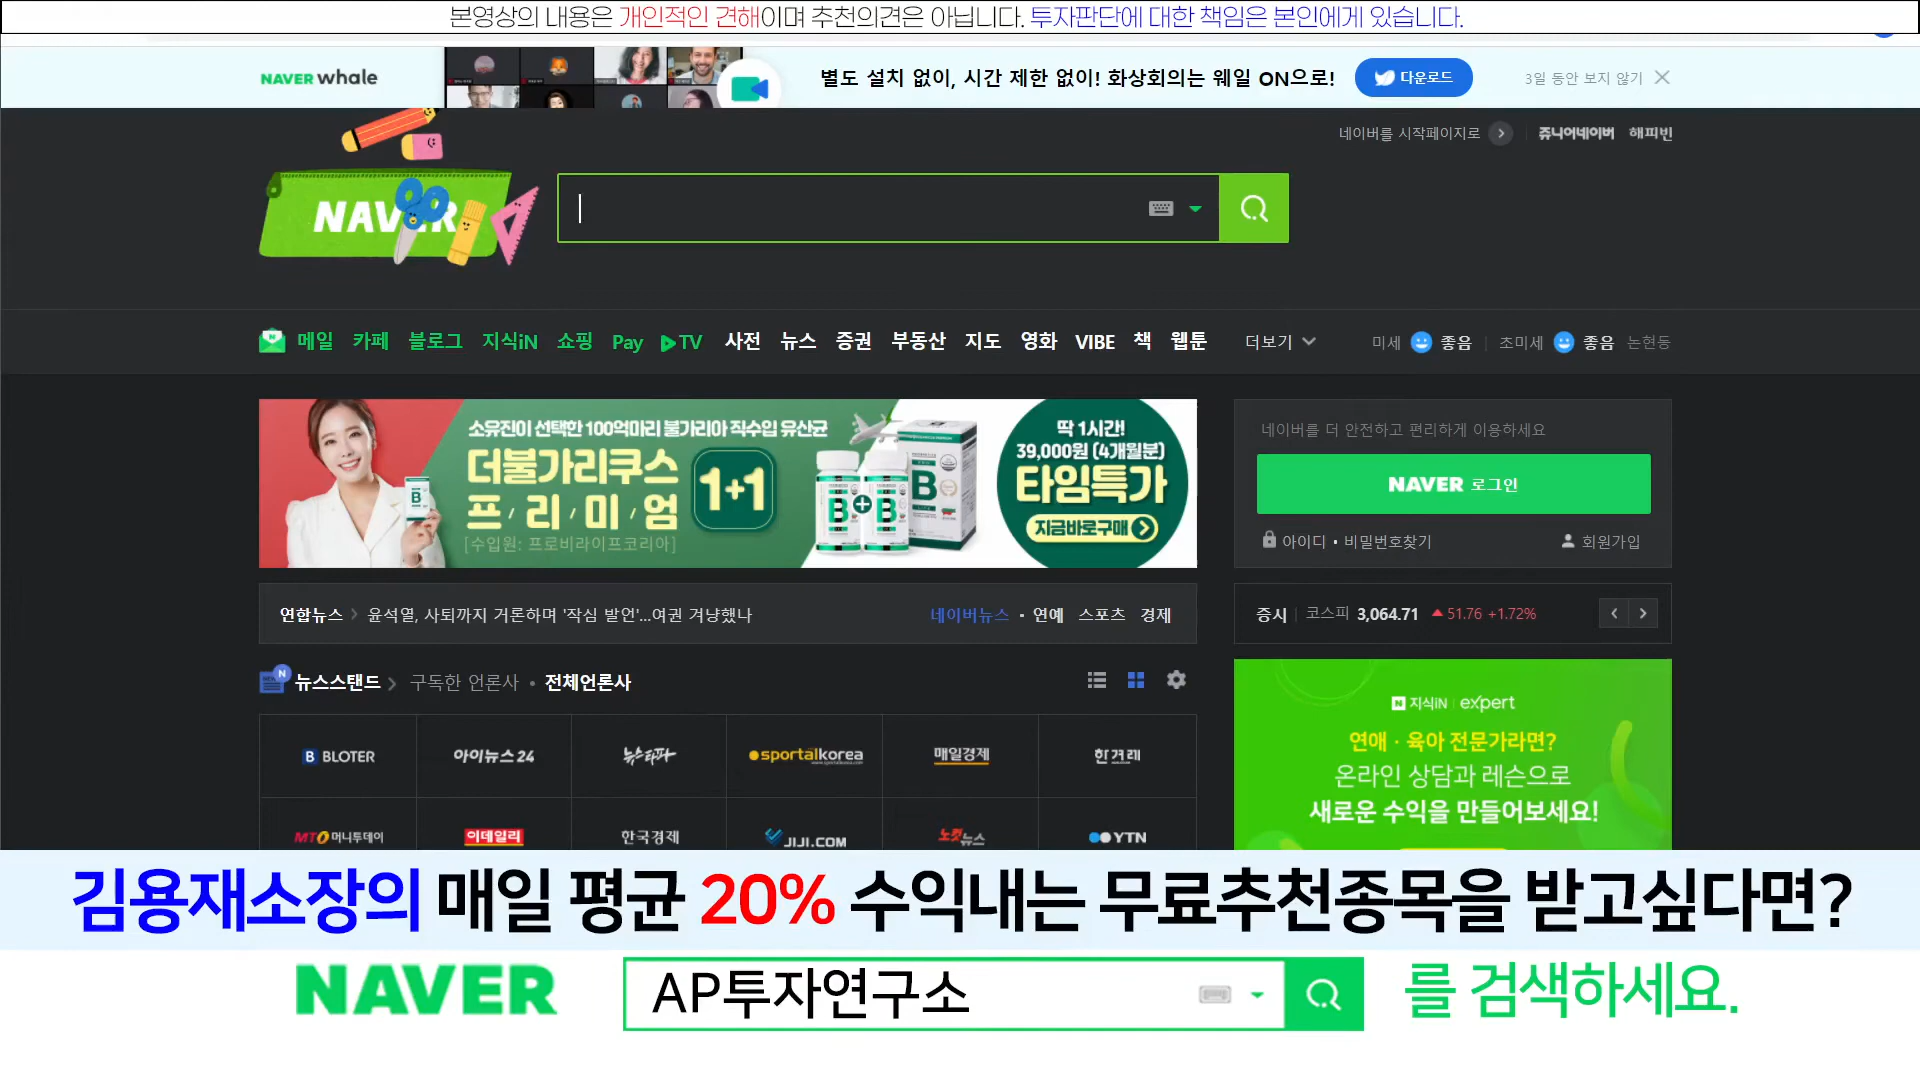 본영상의 내용은 개인적인 견해이며 추천의견은 아닙니다. 투자판단에 대한 책임은 본인에게 있습니다.
NAVER whale
별도 설치 없이, 시간 제한 없이! 화상회의는 웨일 ON으로!
다운로드
3일 동안 보지 않기
네이버를 시작페이지로
쥬니어네이버 해피빈
NAVER
메일 카페 블로그 지식iN 쇼핑 Pay TV 사전 뉴스 증권 부동산 지도 영화 VIBE 책 웹툰 더보기
미세 좋음 초미세 좋음 논현동
소유진이 선택한 100억마리 불가리아 직수입 유산균
더불가리쿠스
프리미엄
1+1
[수입원: 프로비라이프코리아]
B
B + B
딱 1시간!
39,000원 (4개월분)
타임특가
지금바로구매
네이버를 더 안전하고 편리하게 이용하세요
NAVER 로그인
아이디 • 비밀번호찾기
회원가입
연합뉴스 > 윤석열, 사퇴까지 거론하며 '작심 발언'...여권 겨냥했나
네이버뉴스 • 연예 스포츠 경제
증시 | 코스피 3,064.71 ▲ 51.76 +1.72%
N
뉴스스탠드 > 구독한 언론사 • 전체언론사
B BLOTER
아이뉴스24
뉴스타파
sportalkorea
매일경제
한겨레
MTO 머니투데이
이데일리
한국경제
JIJI.COM
노컷뉴스
YTN
N 지식iN expert
연애 · 육아 전문가라면?
온라인 상담과 레슨으로
새로운 수익을 만들어보세요!
김용재소장의 매일 평균 20% 수익내는 무료추천종목을 받고싶다면?
NAVER
AP투자연구소
를 검색하세요.